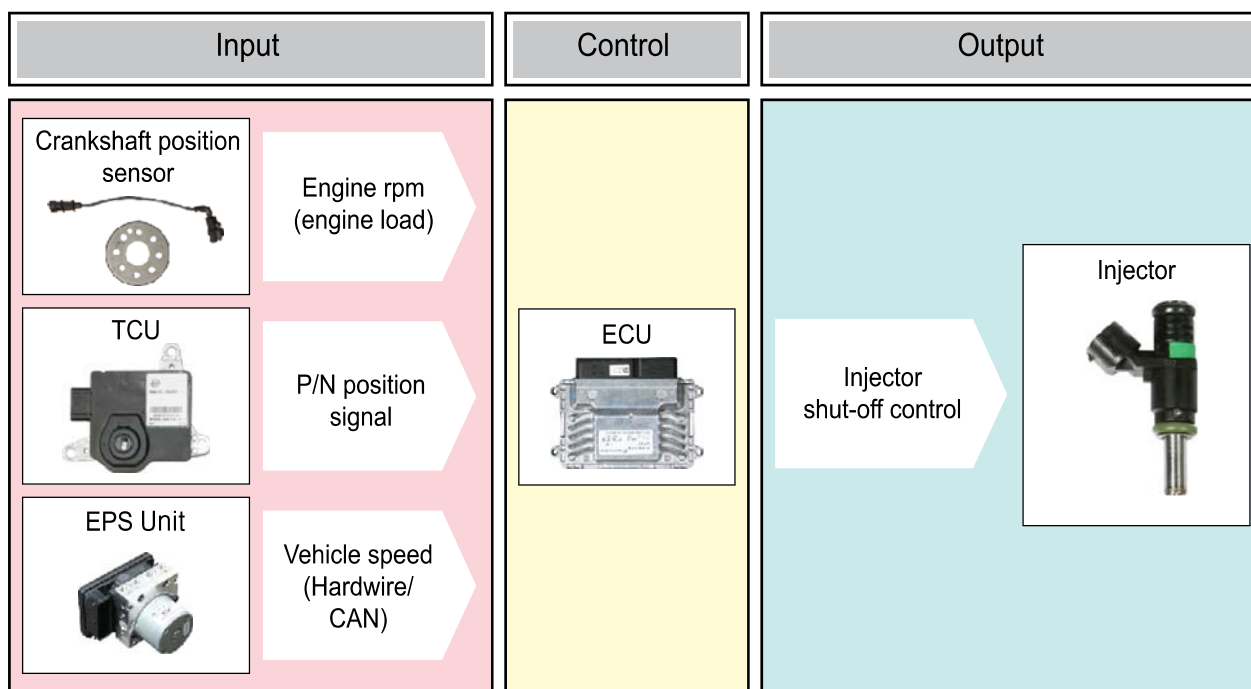 Input
Control
Output
Crankshaft position
sensor
Engine rpm
(engine load)
TCU
P/N position
signal
EPS Unit
Vehicle speed
(Hardwire/
CAN)
ECU
Injector
shut-off control
Injector